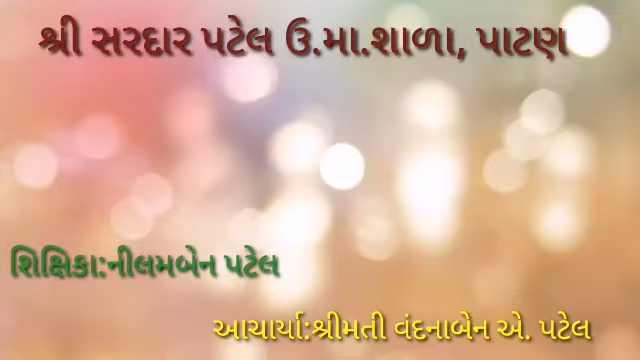 શ્રી સરદાર પટેલ ઉ.મા.શાળા, પાટણ
શિક્ષિકા:નીલમબેન પટેલ
આચાર્યા:શ્રીમતી વંદનાબેન એ. પટેલ